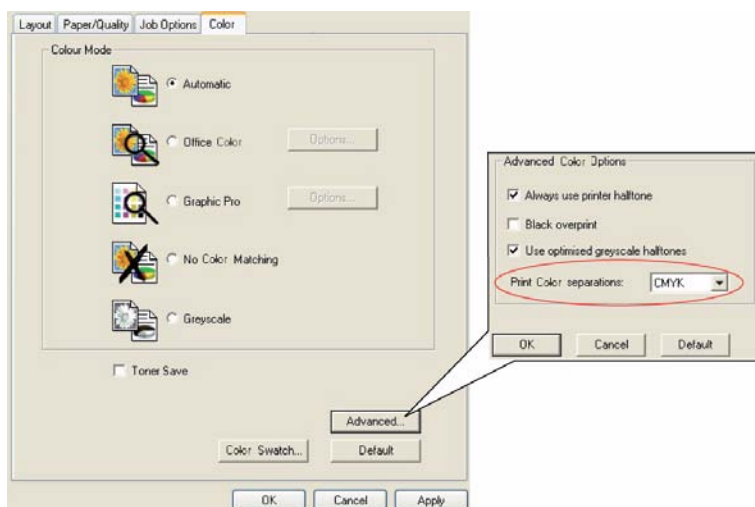 Layout Paper/Quality Job Options Color
Colour Mode
Automatic
Office Color Options...
Graphic Pro Options...
No Color Matching
Greyscale
Toner Save
Advanced...
Color Swatch... Default
OK Cancel Apply
Advanced Color Options
Always use printer halftone
Black overprint
Use optimised greyscale halftones
Print Color separations: CMYK
OK Cancel Default